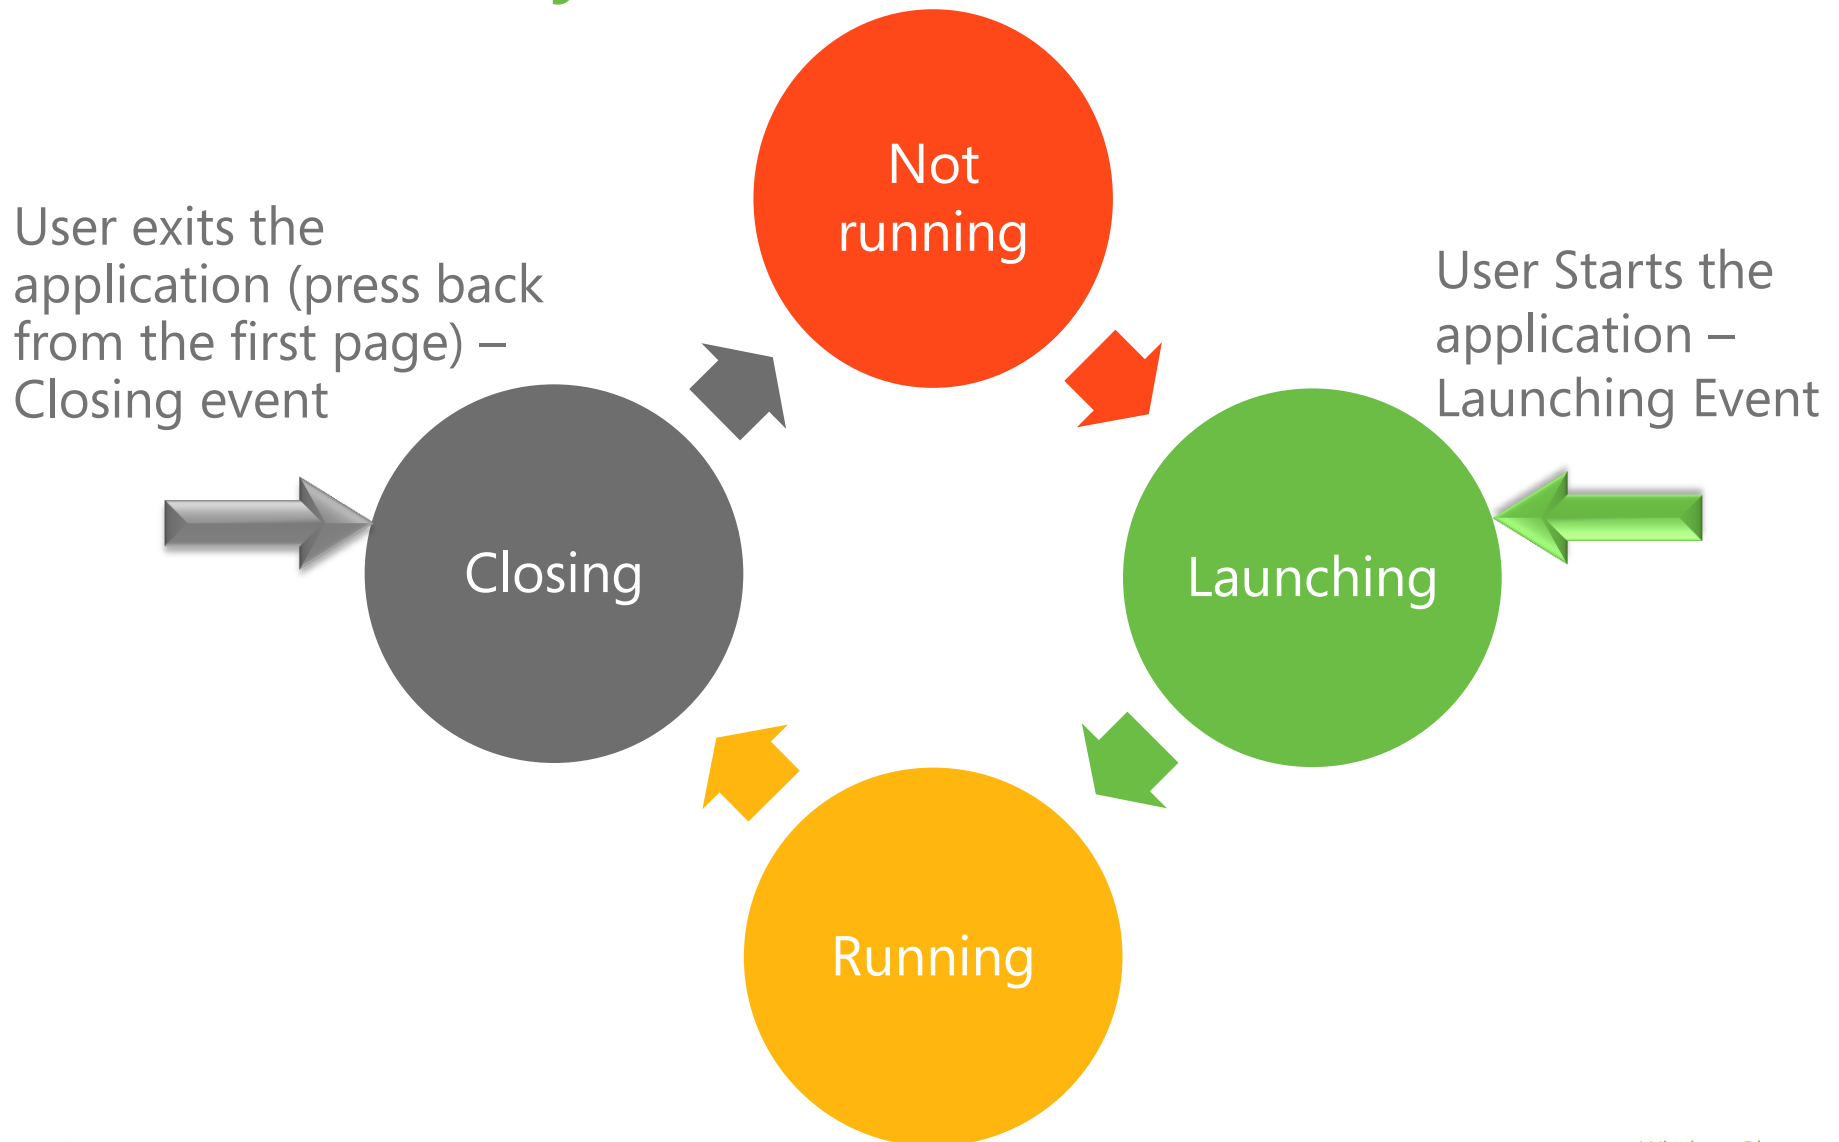 Not
running
User exits the
application (press back
from the first page) –
Closing event
User Starts the
application –
Launching Event
Closing
Launching
Running